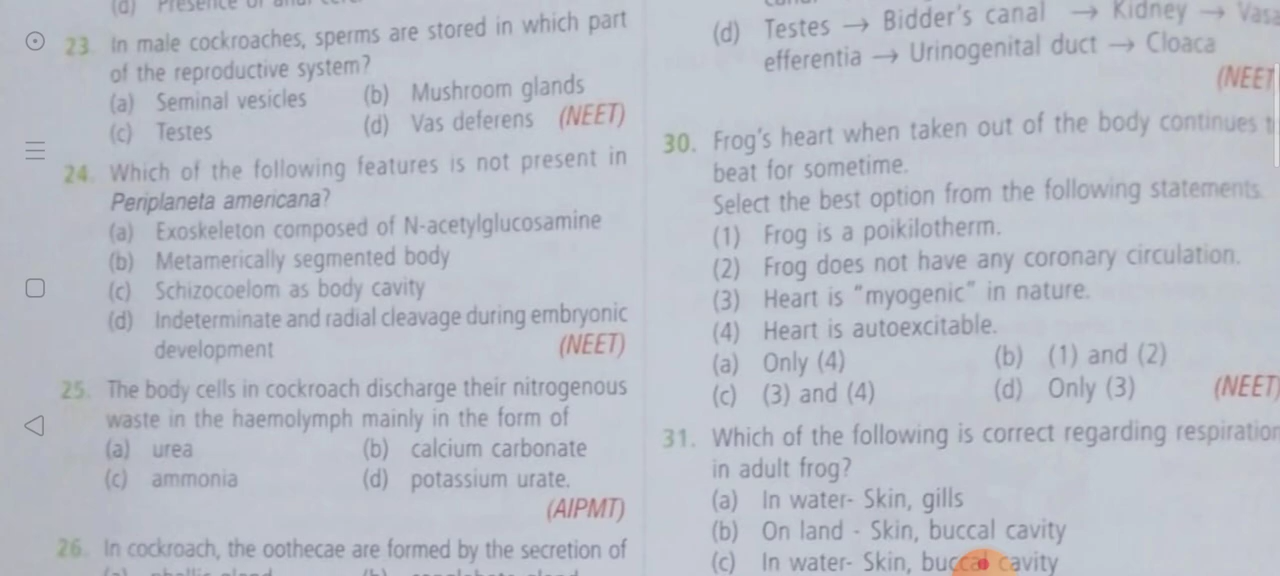 (d) Presence of anal
23. In male cockroaches, sperms are stored in which part
of the reproductive system?
(a) Seminal vesicles (b) Mushroom glands
(c) Testes (d) Vas deferens (NEET)
24. Which of the following features is not present in
Periplaneta americana?
(a) Exoskeleton composed of N-acetylglucosamine
(b) Metamerically segmented body
(c) Schizocoelom as body cavity
(d) Indeterminate and radial cleavage during embryonic
development (NEET)
25. The body cells in cockroach discharge their nitrogenous
waste in the haemolymph mainly in the form of
(a) urea (b) calcium carbonate
(c) ammonia (d) potassium urate.
(AIPMT)
26. In cockroach, the oothecae are formed by the secretion of
(d) Testes → Bidder's canal → Kidney → Vasa
efferentia → Urinogenital duct → Cloaca
(NEET
30. Frog's heart when taken out of the body continues t
beat for sometime.
Select the best option from the following statements.
(1) Frog is a poikilotherm.
(2) Frog does not have any coronary circulation.
(3) Heart is "myogenic" in nature.
(4) Heart is autoexcitable.
(a) Only (4) (b) (1) and (2)
(c) (3) and (4) (d) Only (3) (NEET)
31. Which of the following is correct regarding respiration
in adult frog?
(a) In water- Skin, gills
(b) On land - Skin, buccal cavity
(c) In water- Skin, buccal cavity